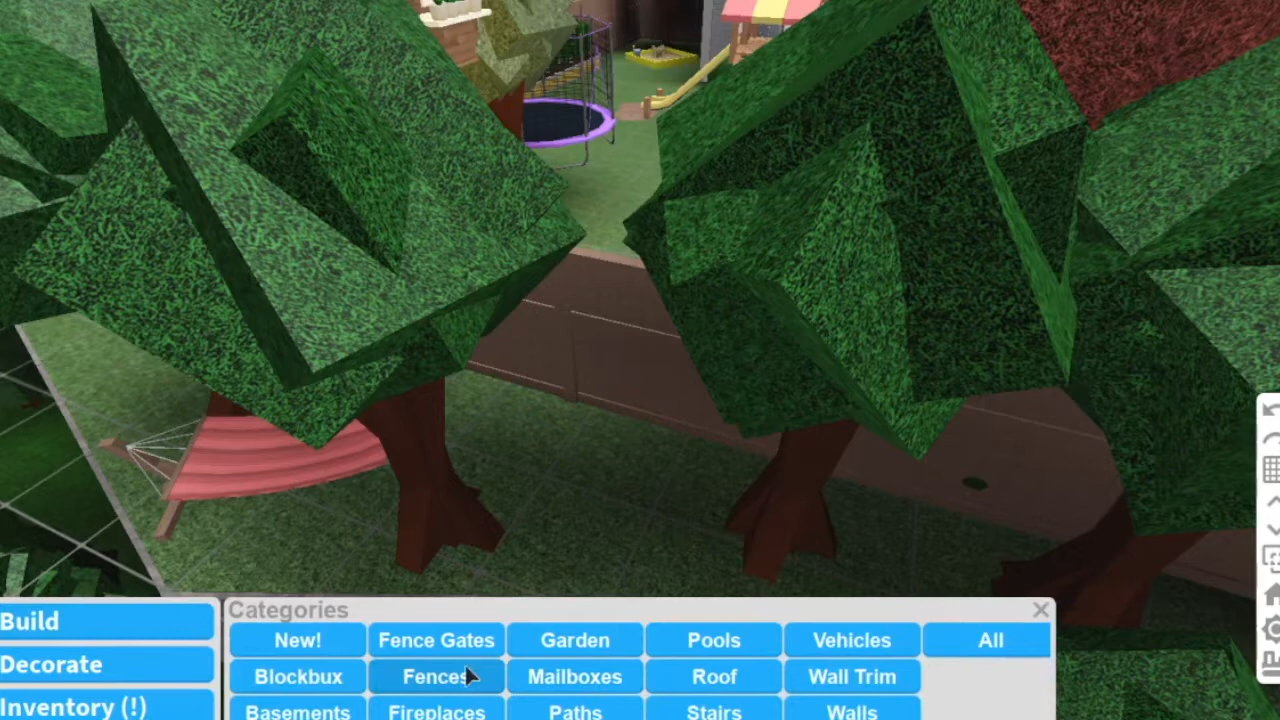 Categories
Build
New! Fence Gates Garden Pools Vehicles All
Decorate
Blockbux Fences Mailboxes Roof Wall Trim
Inventory (!)
Basements Fireplaces Paths Stairs Walls